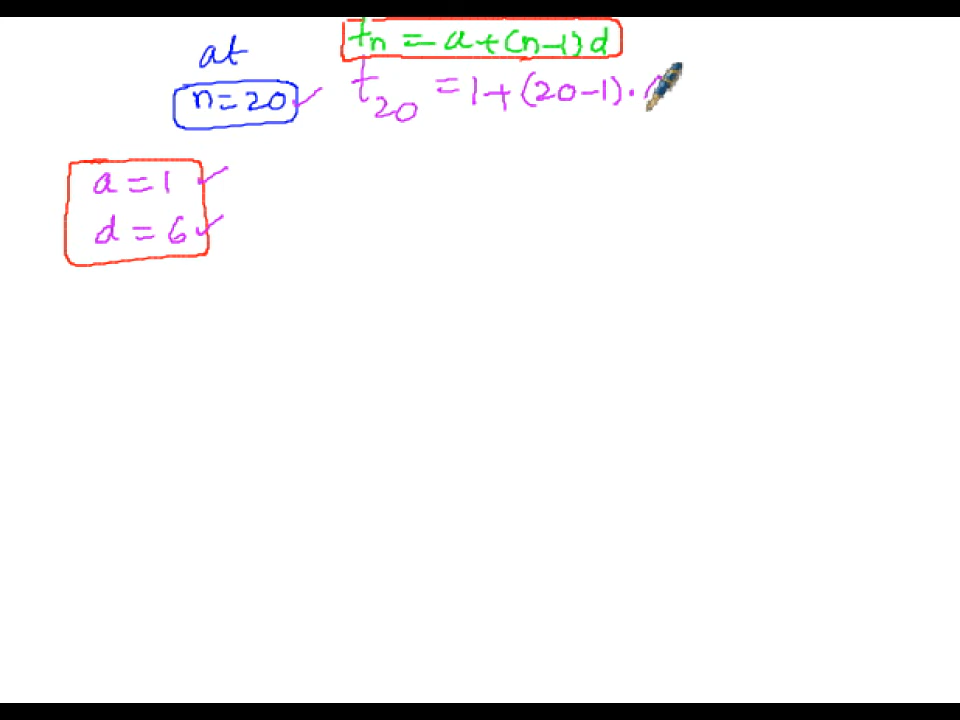 at
tn = a+(n-1)d
n=20
t20 = 1+(20-1).
a = 1
d = 6